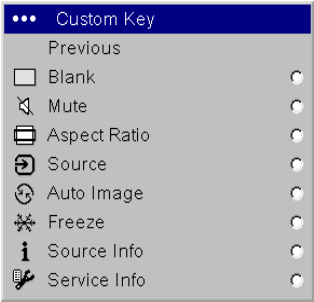 Custom Key
Previous
Blank
Mute
Aspect Ratio
Source
Auto Image
Freeze
Source Info
Service Info